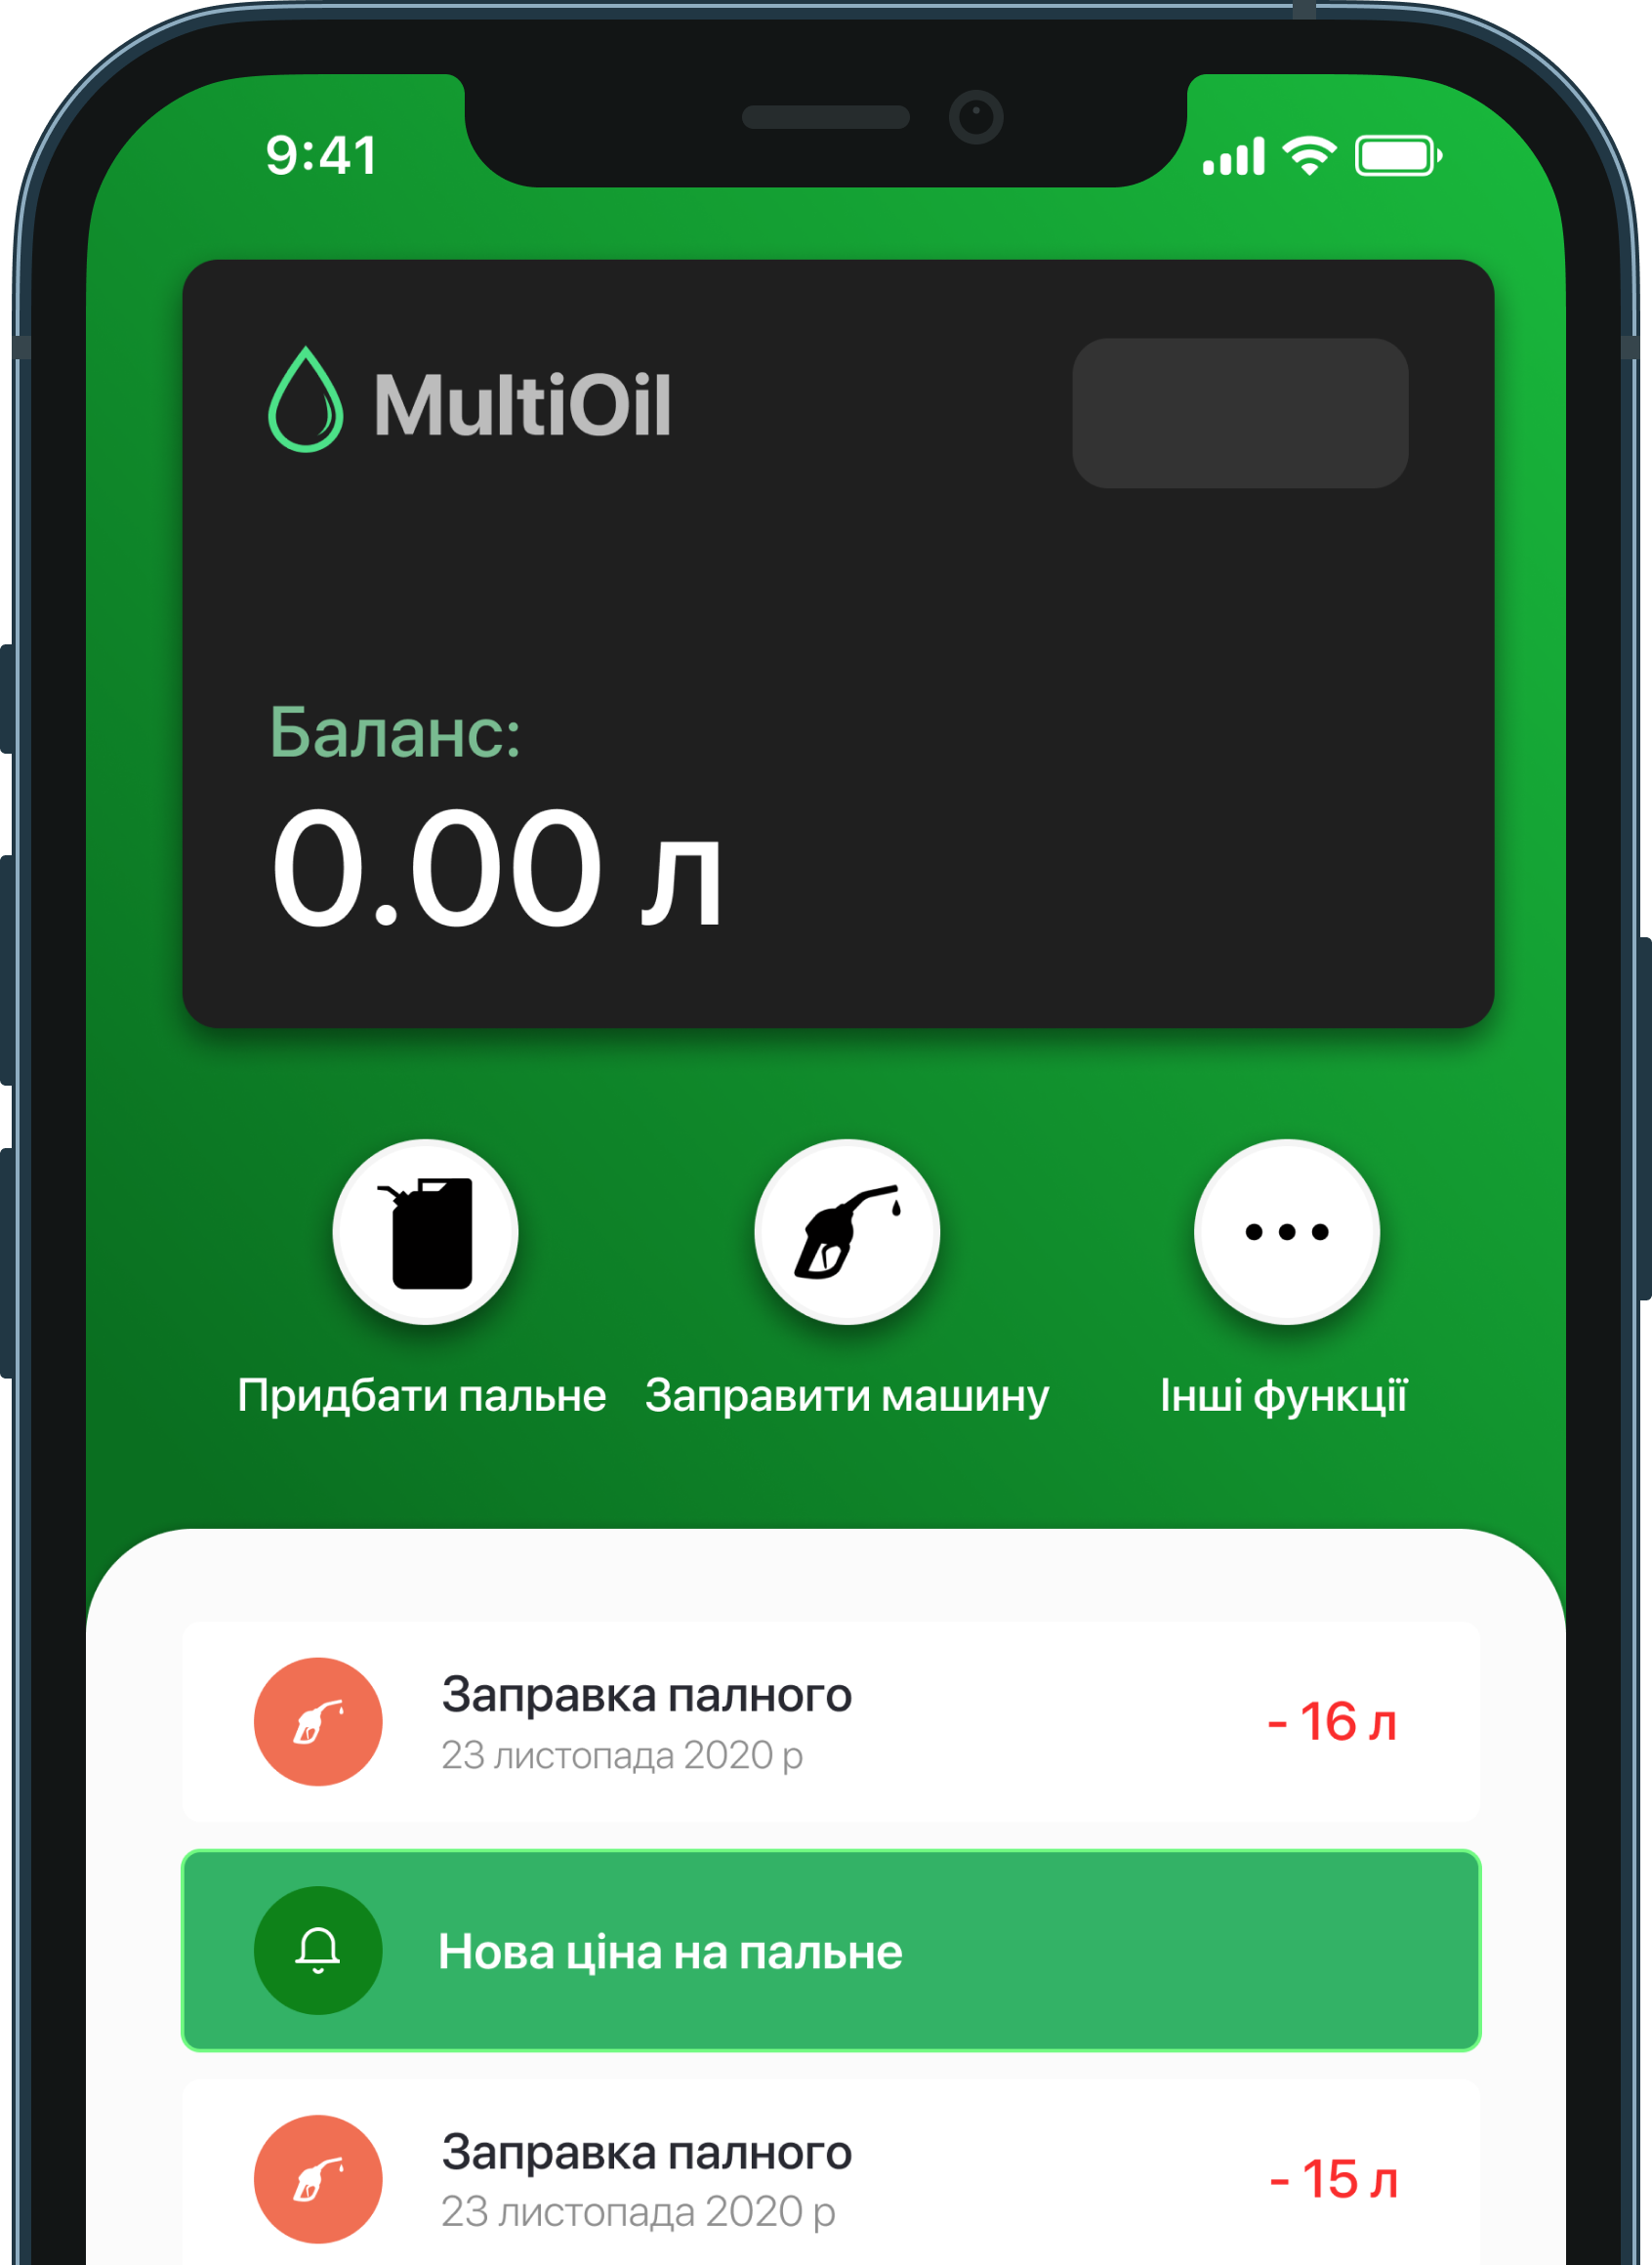 9:41
MultiOil
Баланс:
0.00 л
Придбати пальне Заправити машину Інші функції
Заправка палного
23 листопада 2020 р
- 16 л
Нова ціна на пальне
Заправка палного
23 листопада 2020 р
- 15 л